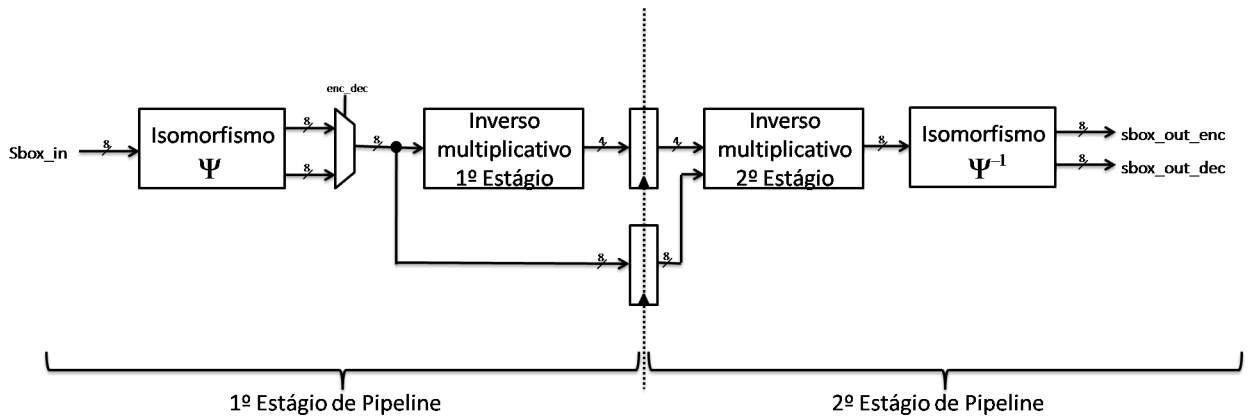 enc_dec
Sbox_in
8
Isomorfismo
Ψ
8
8
8
Inverso
multiplicativo
1º Estágio
4
4
8
8
Inverso
multiplicativo
2º Estágio
8
Isomorfismo
Ψ⁻¹
8
sbox_out_enc
8
sbox_out_dec
1º Estágio de Pipeline
2º Estágio de Pipeline